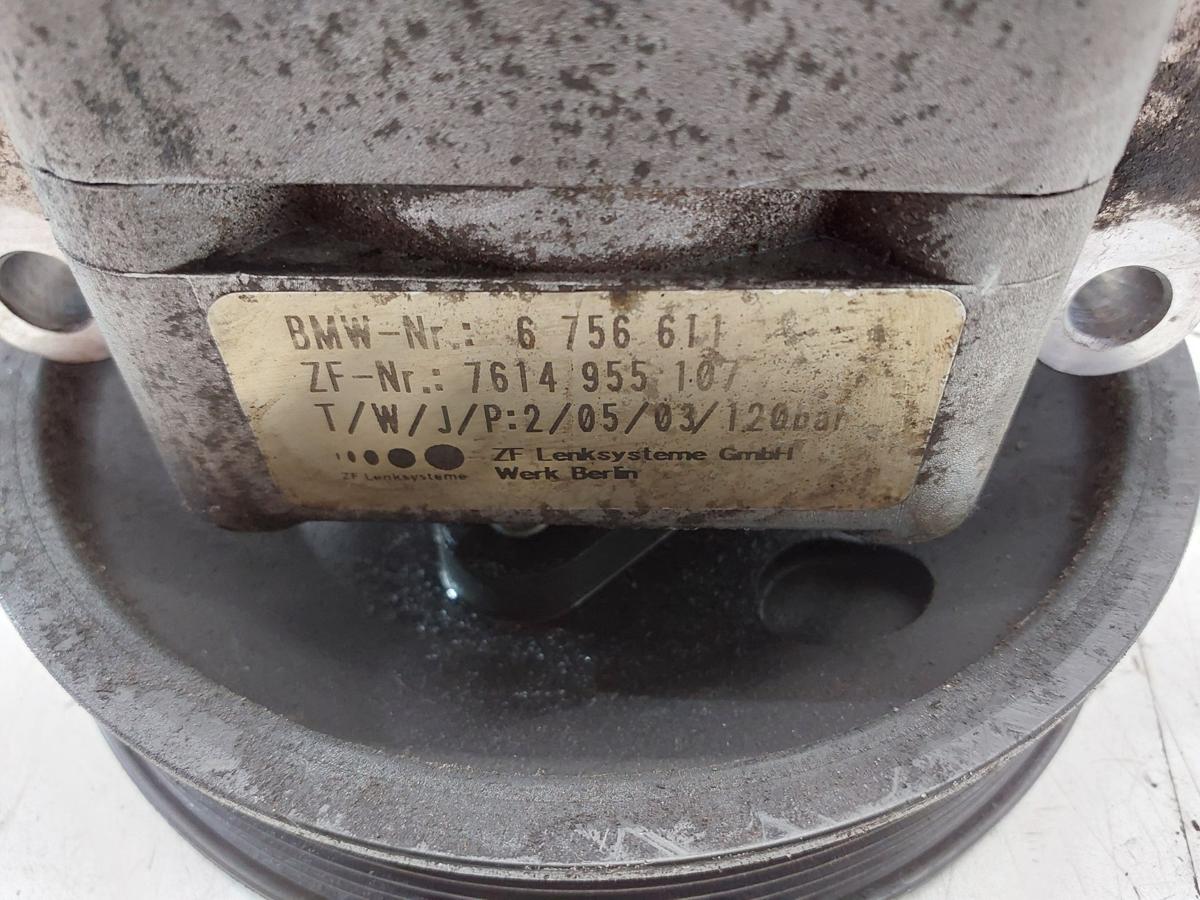 BMW-Nr.: 6 756 611
ZF-Nr.: 7614 955 107
T/W/J/P:2/05/03/120bar
ZF Lenksysteme GmbH
ZF Lenksysteme Werk Berlin